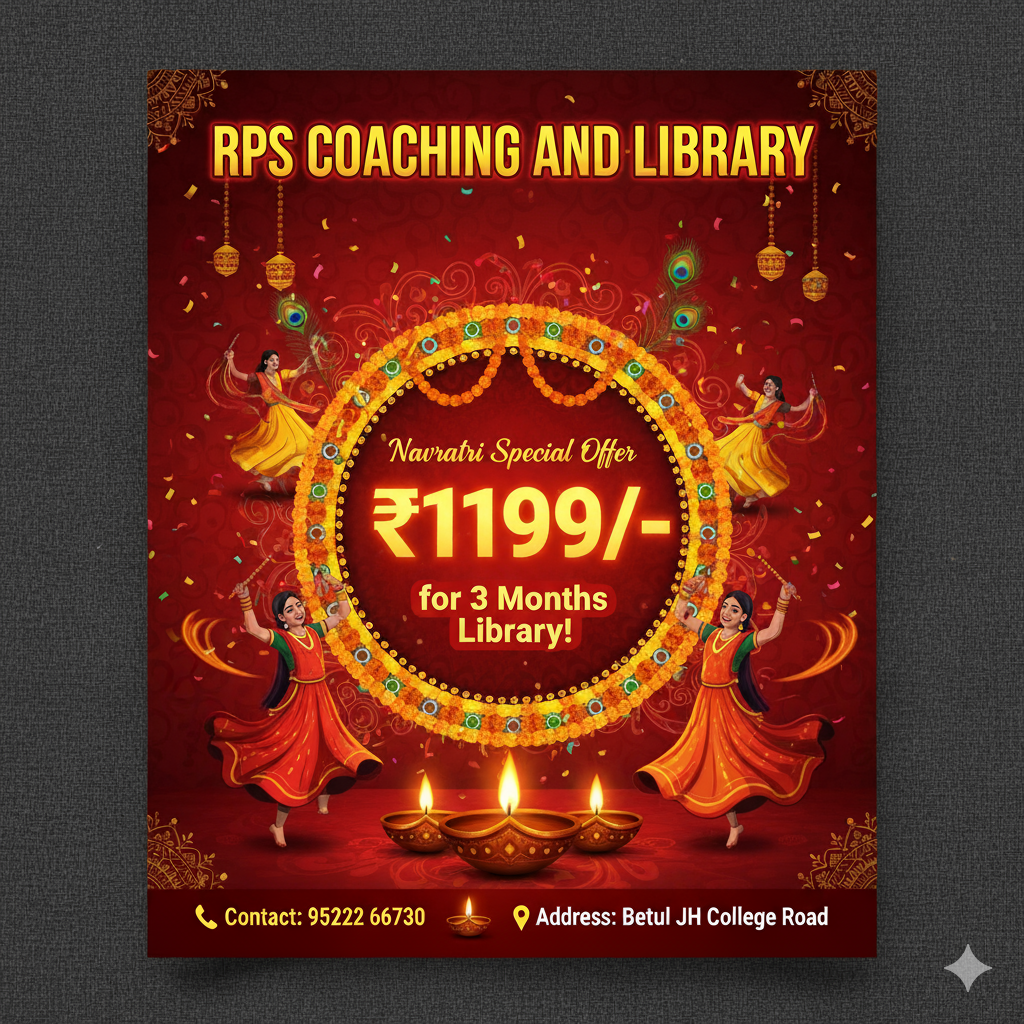 RPS COACHING AND LIBRARY
Navratri Special Offer
₹1199/-
for 3 Months
Library!
Contact: 95222 66730
Address: Betul JH College Road